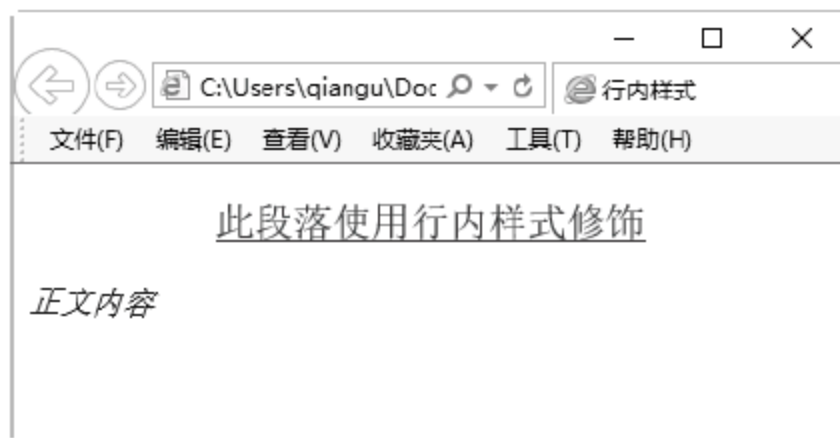 C:\Users\qiangu\Doc 行内样式
文件(F) 编辑(E) 查看(V) 收藏夹(A) 工具(T) 帮助(H)
此段落使用行内样式修饰
正文内容